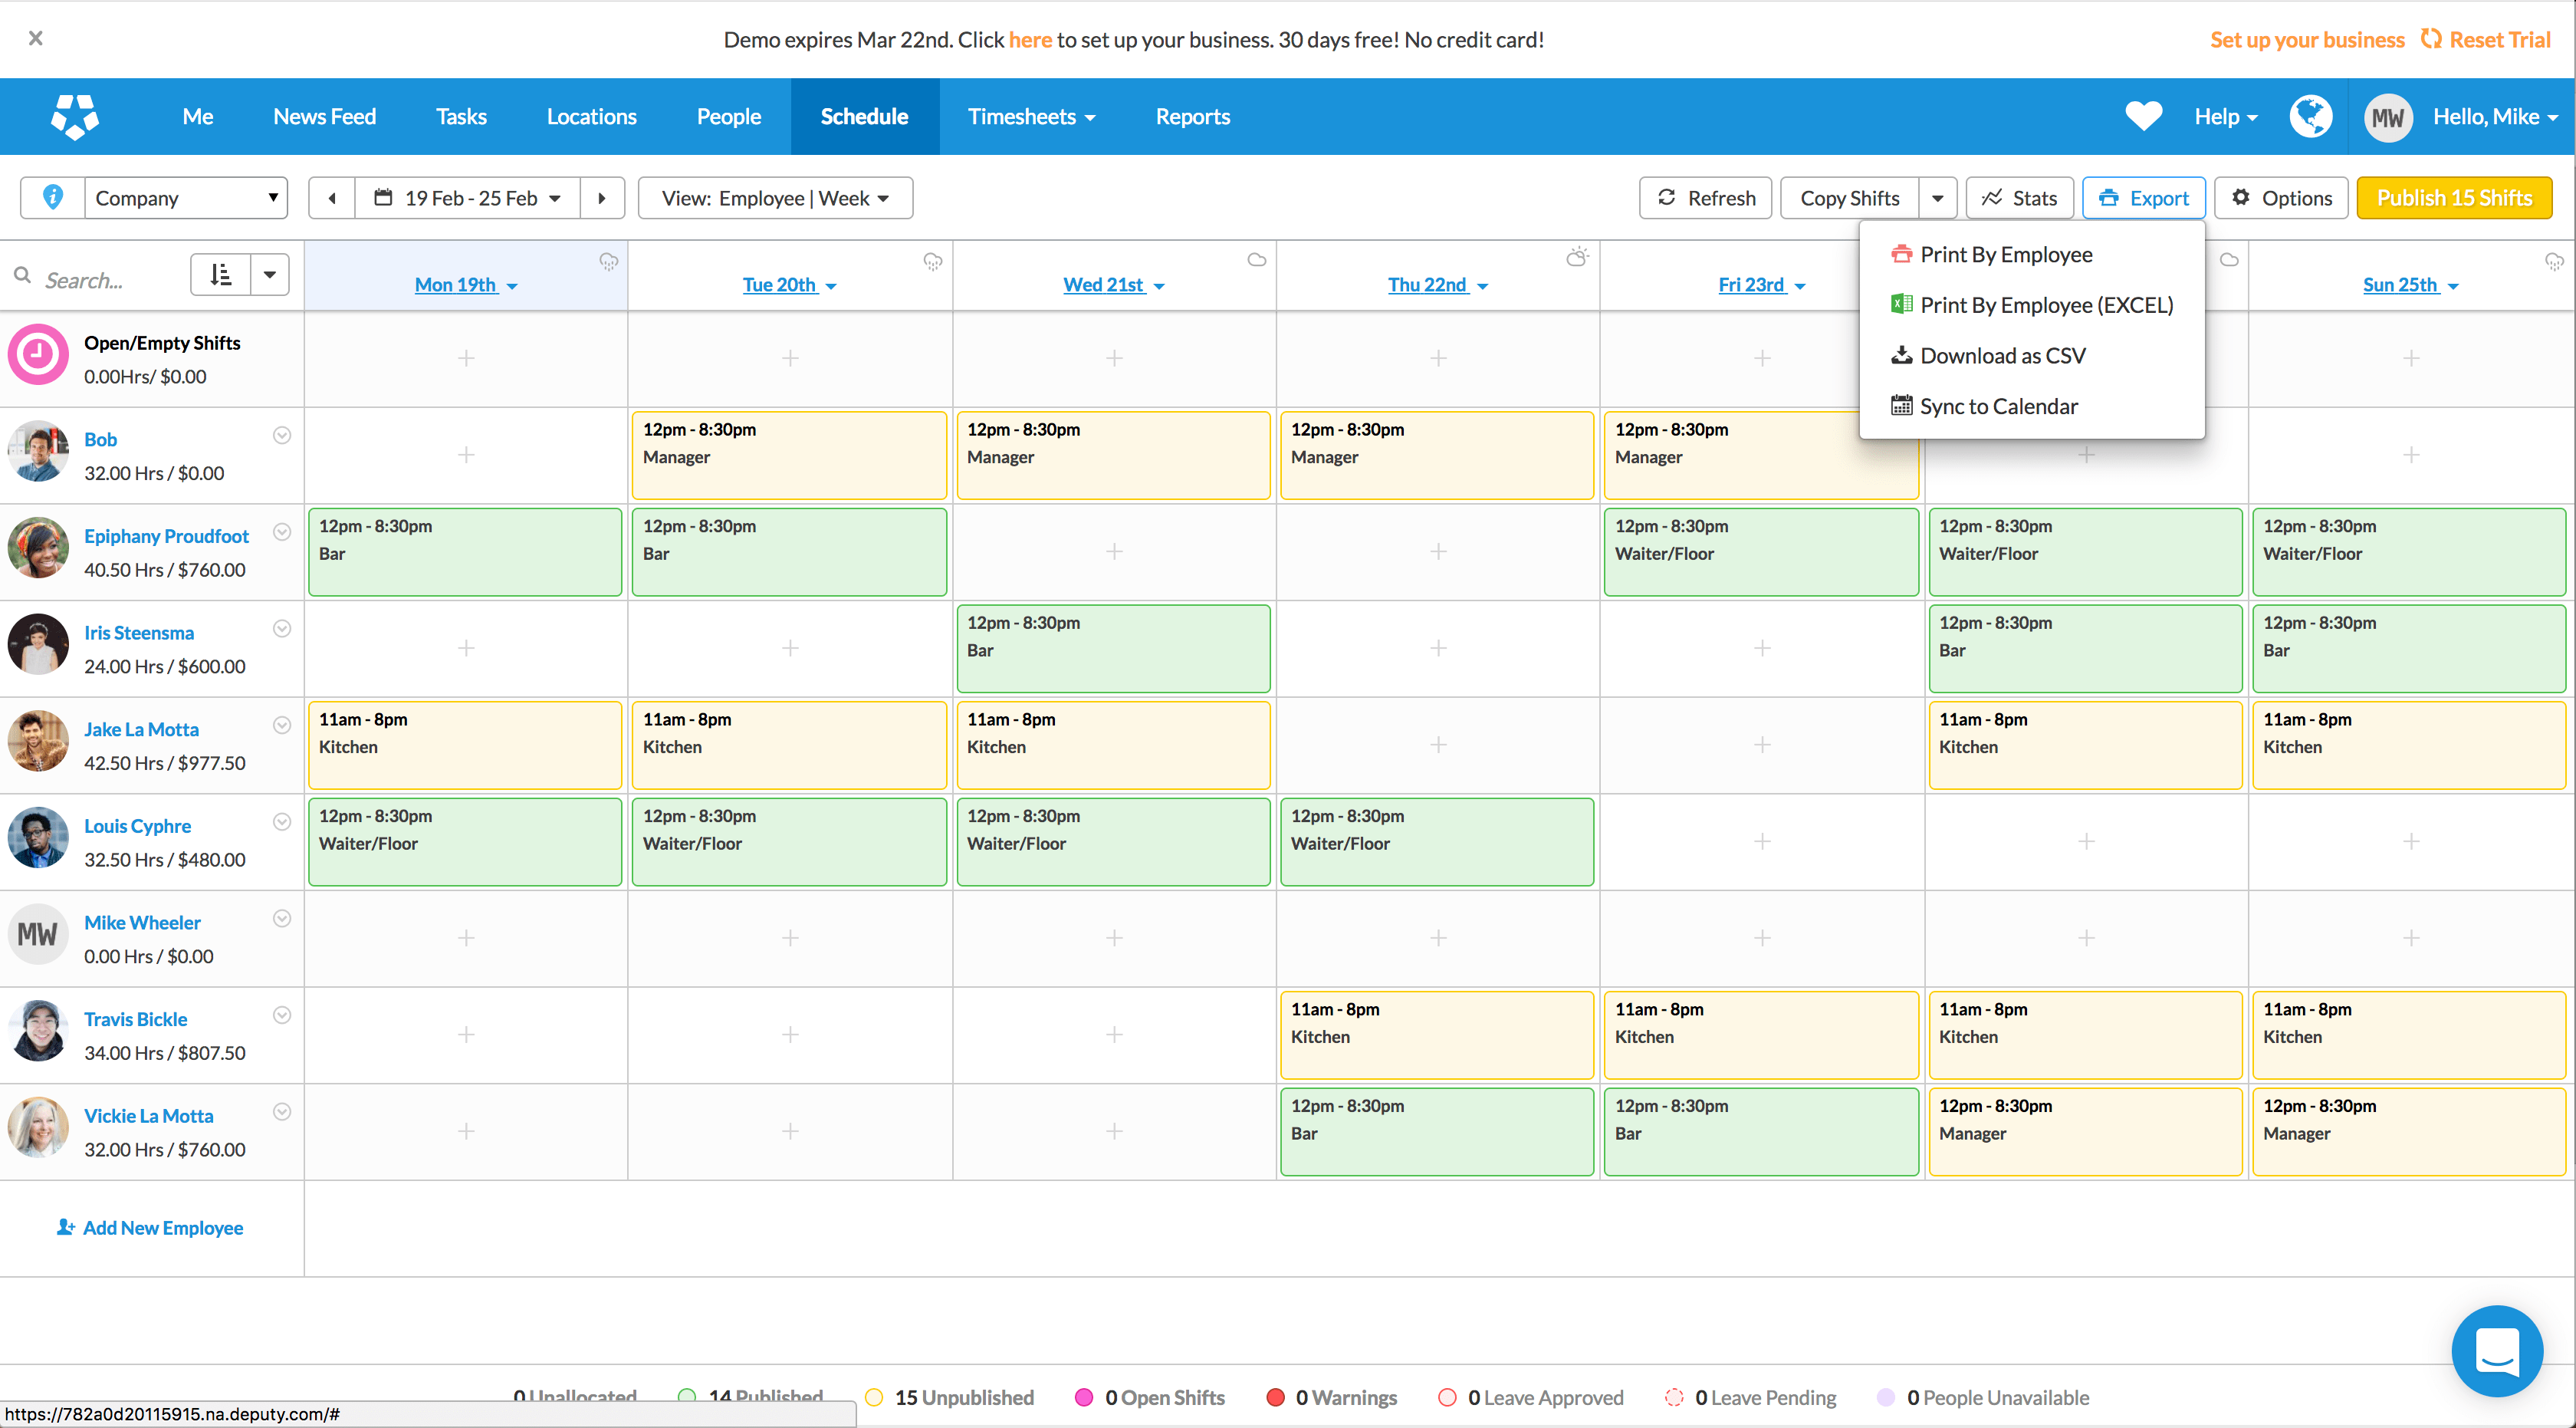 Demo expires Mar 22nd. Click here to set up your business. 30 days free! No credit card!
Set up your business Reset Trial
Me News Feed Tasks Locations People Schedule Timesheets Reports Help MW Hello, Mike
Company 19 Feb - 25 Feb View: Employee | Week Refresh Copy Shifts Stats Export Options Publish 15 Shifts
Print By Employee
Print By Employee (EXCEL)
Download as CSV
Sync to Calendar
Search... Mon 19th Tue 20th Wed 21st Thu 22nd Fri 23rd Sun 25th
Open/Empty Shifts
0.00Hrs/ $0.00
Bob
32.00 Hrs / $0.00
12pm - 8:30pm 12pm - 8:30pm 12pm - 8:30pm 12pm - 8:30pm
Manager Manager Manager Manager
Epiphany Proudfoot
40.50 Hrs / $760.00
12pm - 8:30pm 12pm - 8:30pm 12pm - 8:30pm 12pm - 8:30pm 12pm - 8:30pm
Bar Bar Waiter/Floor Waiter/Floor Waiter/Floor
Iris Steensma
24.00 Hrs / $600.00
12pm - 8:30pm 12pm - 8:30pm 12pm - 8:30pm
Bar Bar Bar
Jake La Motta
42.50 Hrs / $977.50
11am - 8pm 11am - 8pm 11am - 8pm 11am - 8pm 11am - 8pm
Kitchen Kitchen Kitchen Kitchen Kitchen
Louis Cyphre
32.50 Hrs / $480.00
12pm - 8:30pm 12pm - 8:30pm 12pm - 8:30pm 12pm - 8:30pm
Waiter/Floor Waiter/Floor Waiter/Floor Waiter/Floor
MW
Mike Wheeler
0.00 Hrs / $0.00
Travis Bickle
34.00 Hrs / $807.50
11am - 8pm 11am - 8pm 11am - 8pm 11am - 8pm
Kitchen Kitchen Kitchen Kitchen
Vickie La Motta
32.00 Hrs / $760.00
12pm - 8:30pm 12pm - 8:30pm 12pm - 8:30pm 12pm - 8:30pm
Bar Bar Manager Manager
Add New Employee
0 Unallocated 14 Published 15 Unpublished 0 Open Shifts 0 Warnings 0 Leave Approved 0 Leave Pending 0 People Unavailable
https://782a0d20115915.na.deputy.com/#